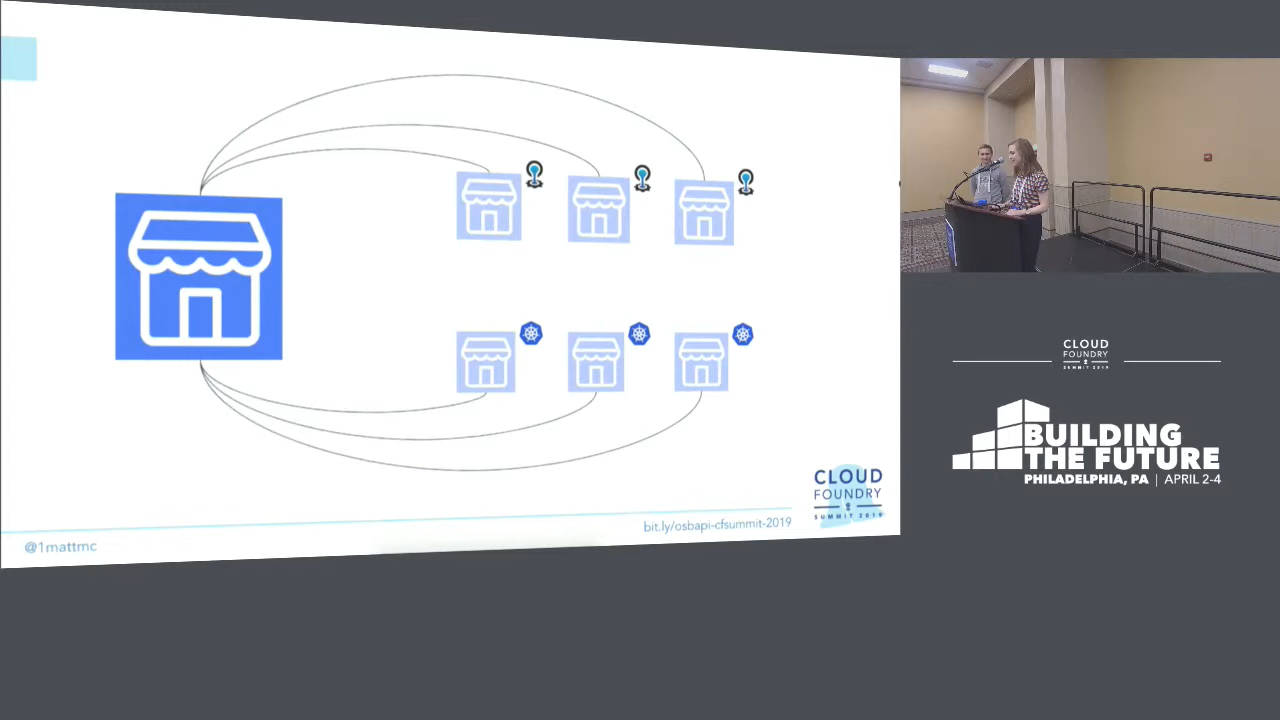 CLOUD
FOUNDRY
SUMMIT 2019
bit.ly/osbapi-cfsummit-2019
@1mattmc
CLOUD
FOUNDRY
SUMMIT 2019
BUILDING
THE FUTURE
PHILADELPHIA, PA | APRIL 2-4